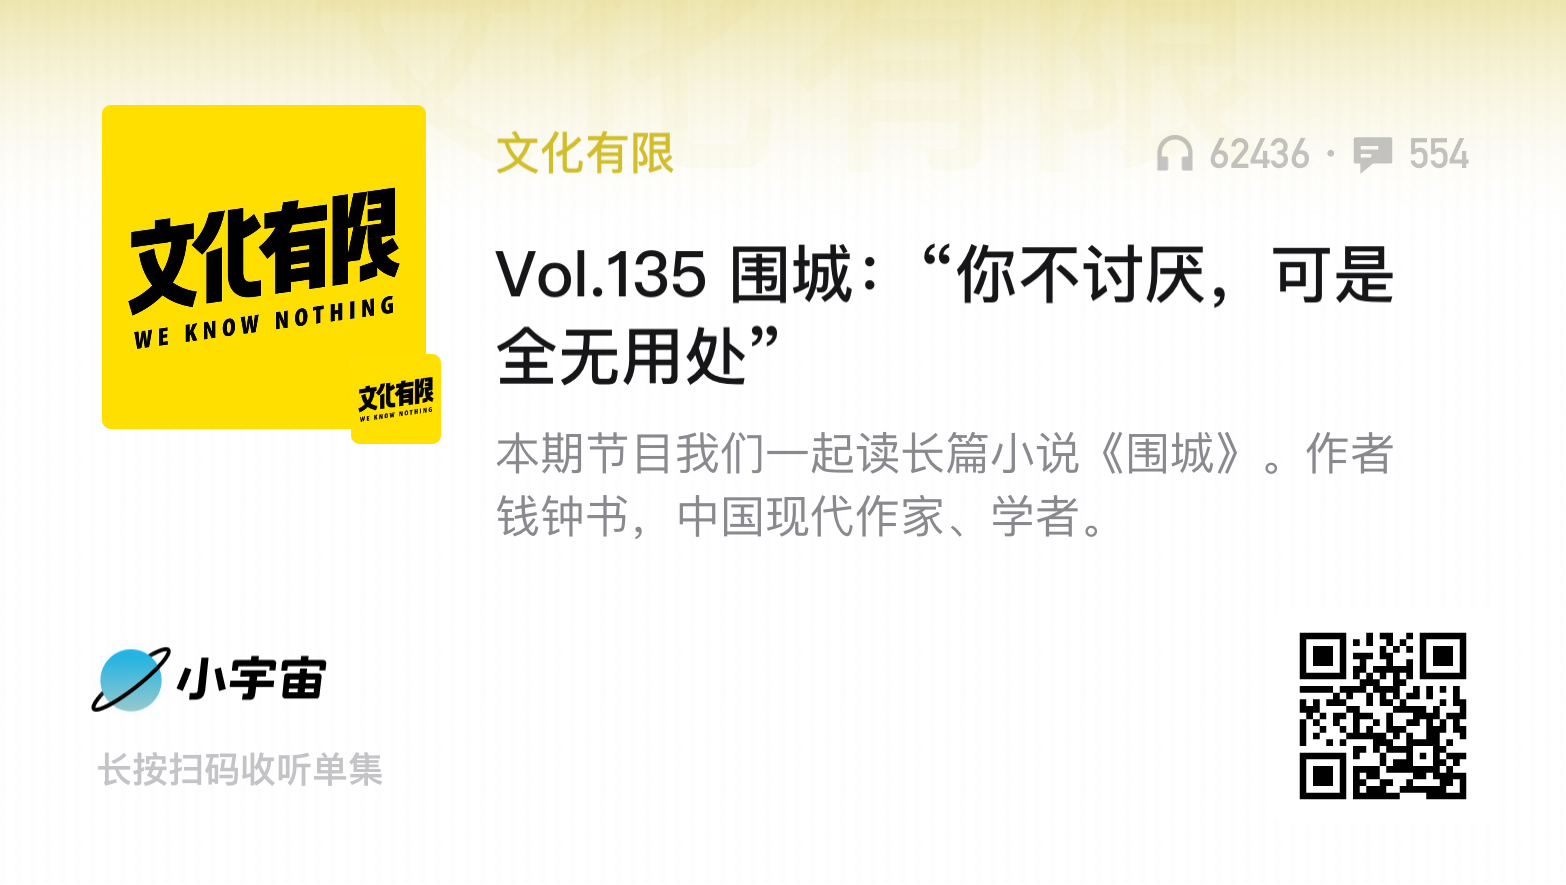 文化有限
WE KNOW NOTHING
文化有限
WE KNOW NOTHING
文化有限
62436 · 554
Vol.135 围城：“你不讨厌，可是
全无用处”
本期节目我们一起读长篇小说《围城》。作者
钱钟书，中国现代作家、学者。
小宇宙
长按扫码收听单集